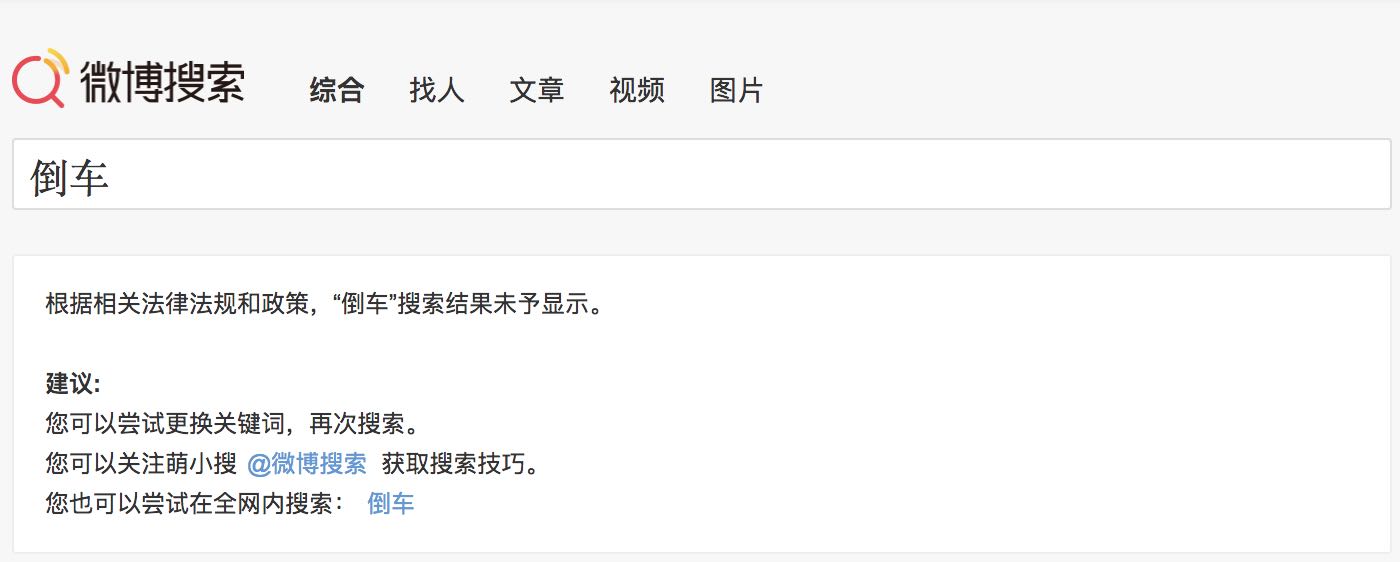 微博搜索 综合 找人 文章 视频 图片
倒车
根据相关法律法规和政策，“倒车”搜索结果未予显示。
建议:
您可以尝试更换关键词，再次搜索。
您可以关注萌小搜 @微博搜索 获取搜索技巧。
您也可以尝试在全网内搜索： 倒车